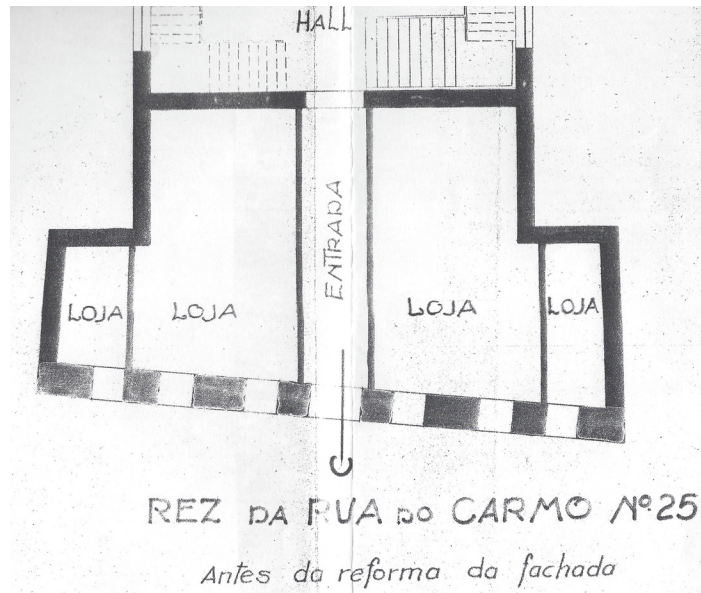 HALL
ENTRADA
LOJA LOJA LOJA LOJA
REZ DA RUA DO CARMO Nº.25
Antes da reforma da fachada